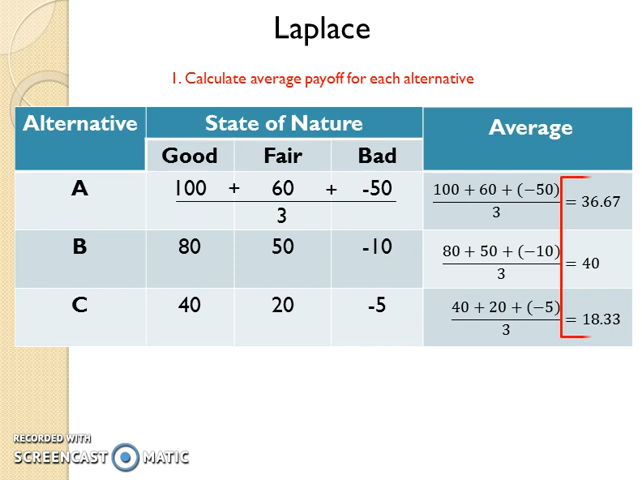 Laplace
1. Calculate average payoff for each alternative
Alternative State of Nature Average
Good Fair Bad
A 100 + 60 + -50 100 + 60 + (−50) = 36.67
3 3
B 80 50 -10 80 + 50 + (−10) = 40
3
C 40 20 -5 40 + 20 + (−5) = 18.33
3
RECORDED WITH
SCREENCAST MATIC